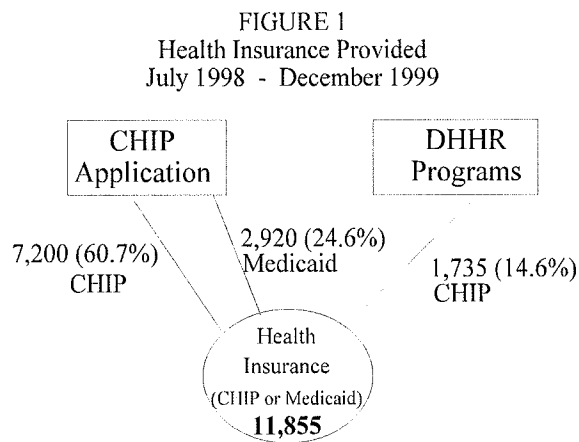 FIGURE 1
Health Insurance Provided
July 1998 - December 1999
CHIP
Application
DHHR
Programs
7,200 (60.7%)
CHIP
2,920 (24.6%)
Medicaid
1,735 (14.6%)
CHIP
Health
Insurance
(CHIP or Medicaid)
11,855